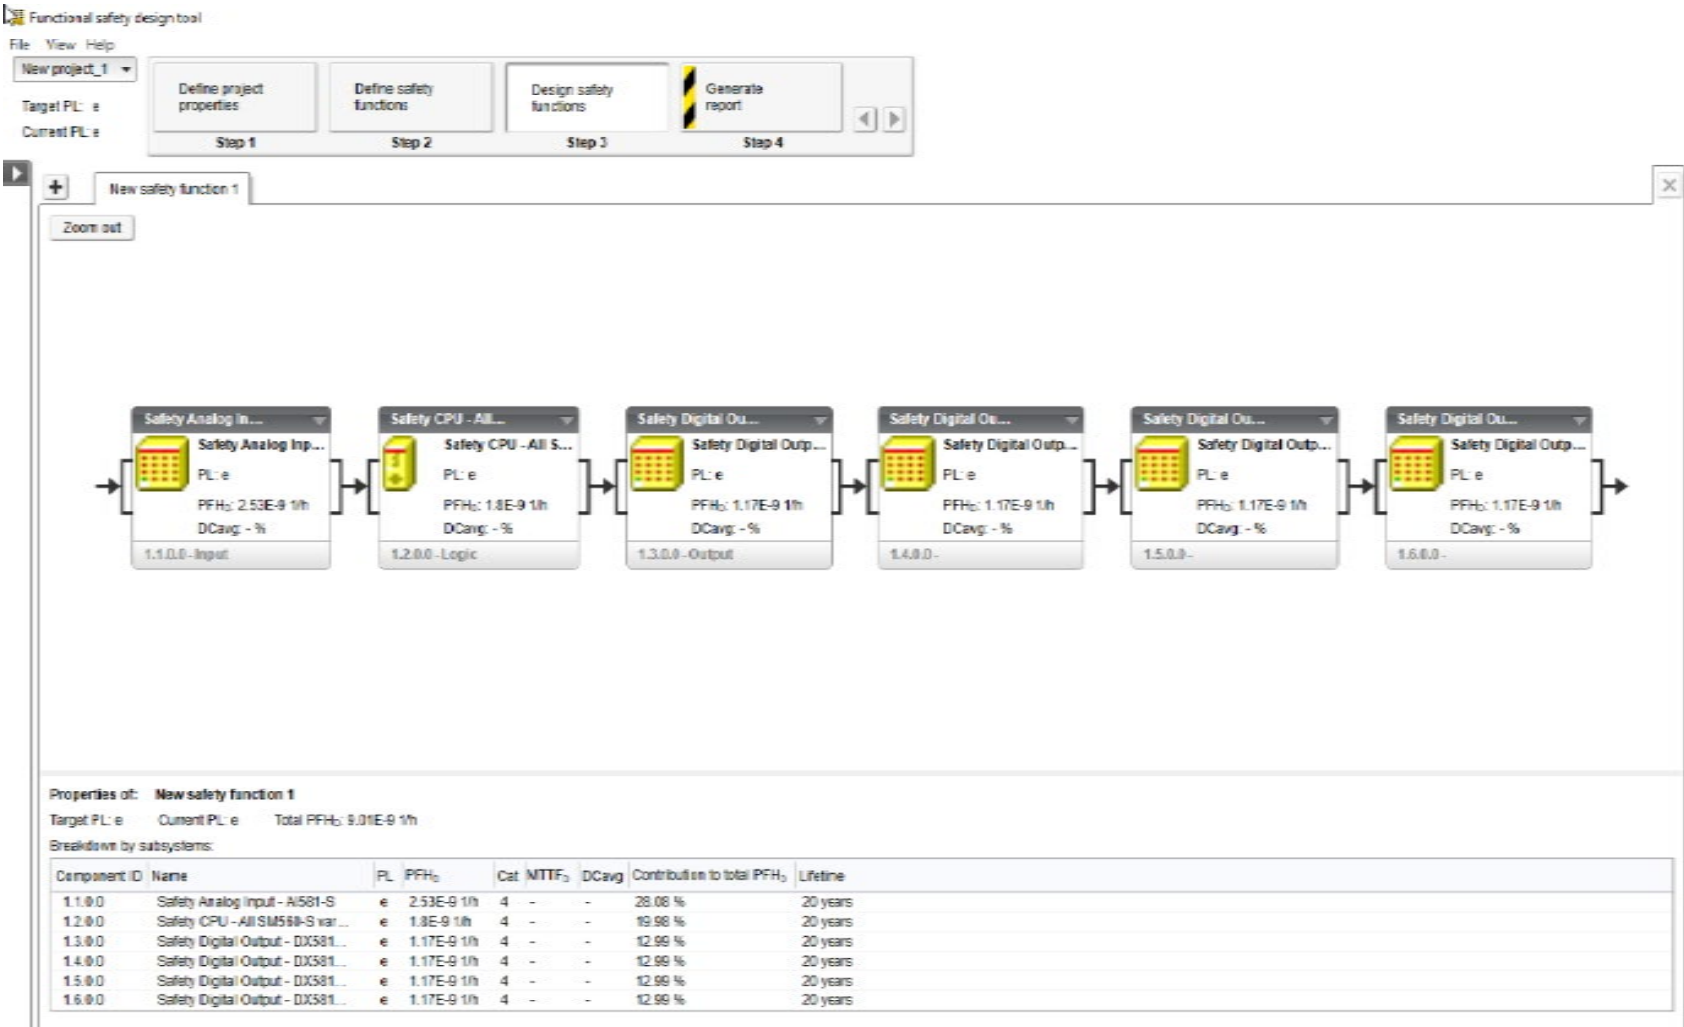 Functional safety design tool
File View Help
New project_1
Target PL: e
Current PL: e
Define project
properties
Step 1
Define safety
functions
Step 2
Design safety
functions
Step 3
Generate
report
Step 4
New safety function 1
Zoom out
Safety Analog In...
Safety Analog Inp...
PL: e
PFHD: 2.53E-9 1/h
DCavg: - %
1.1.0.0 - Input
Safety CPU - All...
Safety CPU - All S...
PL: e
PFHD: 1.8E-9 1/h
DCavg: - %
1.2.0.0 - Logic
Safety Digital Ou...
Safety Digital Outp...
PL: e
PFHD: 1.17E-9 1/h
DCavg: - %
1.3.0.0 - Output
Safety Digital Ou...
Safety Digital Outp...
PL: e
PFHD: 1.17E-9 1/h
DCavg: - %
1.4.0.0 -
Safety Digital Ou...
Safety Digital Outp...
PL: e
PFHD: 1.17E-9 1/h
DCavg: - %
1.5.0.0 -
Safety Digital Ou...
Safety Digital Outp...
PL: e
PFHD: 1.17E-9 1/h
DCavg: - %
1.6.0.0 -
Properties of: New safety function 1
Target PL: e Current PL: e Total PFHD: 9.01E-9 1/h
Breakdown by subsystems:
Component ID Name PL PFHD Cat MTTFD DCavg Contribution to total PFHD Lifetime
1.1.0.0 Safety Analog Input - AI581-S e 2.53E-9 1/h 4 - - 28.08 % 20 years
1.2.0.0 Safety CPU - All SM560-S var... e 1.8E-9 1/h 4 - - 19.98 % 20 years
1.3.0.0 Safety Digital Output - DX581... e 1.17E-9 1/h 4 - - 12.99 % 20 years
1.4.0.0 Safety Digital Output - DX581... e 1.17E-9 1/h 4 - - 12.99 % 20 years
1.5.0.0 Safety Digital Output - DX581... e 1.17E-9 1/h 4 - - 12.99 % 20 years
1.6.0.0 Safety Digital Output - DX581... e 1.17E-9 1/h 4 - - 12.99 % 20 years